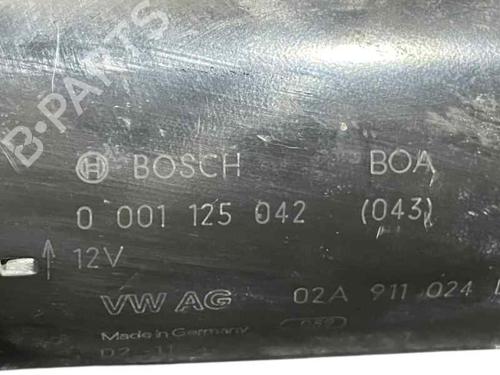 B-PARTS
BOSCH BOA
0 001 125 042 (043)
12V
VW AG 02A 911 024
Made in Germany